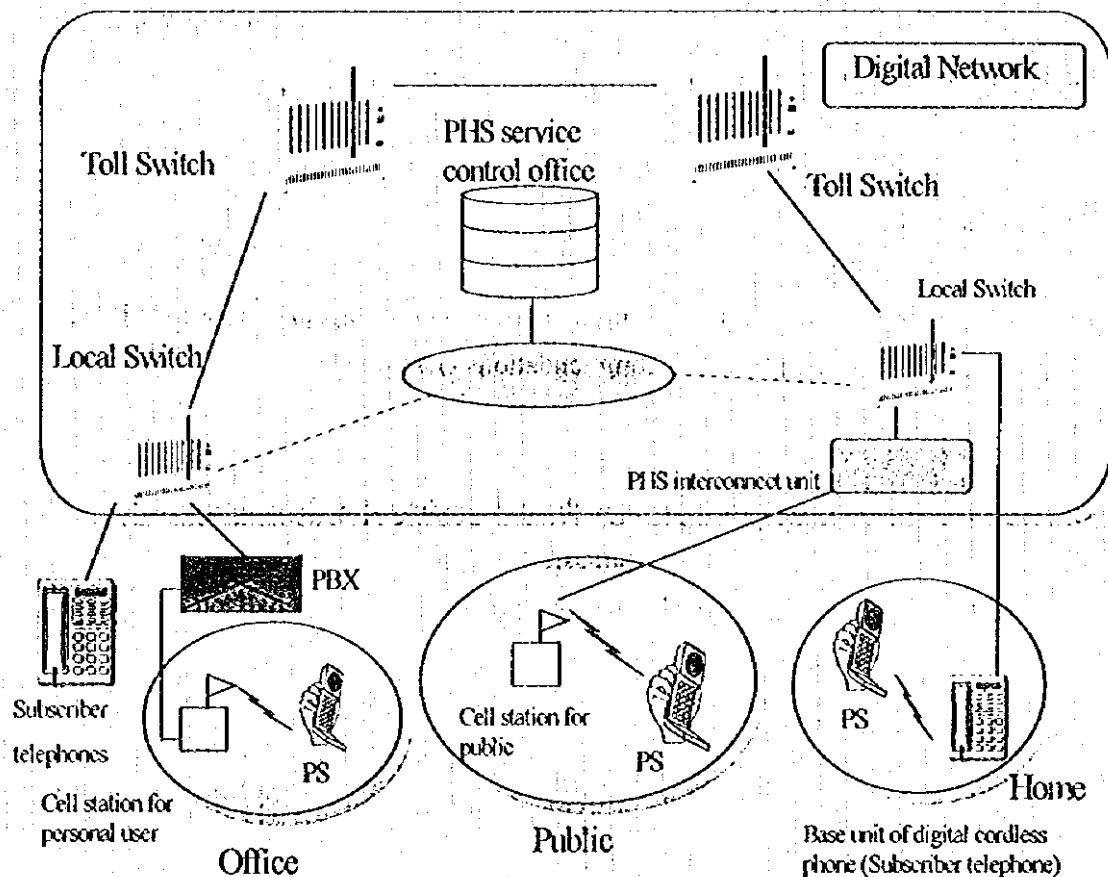 Digital Network
Toll Switch
PHS service
control office
Toll Switch
Local Switch
Local Switch
PHS interconnect unit
PBX
Subscriber
telephones
PS
Cell station for
personal user
Office
Cell station for
public
PS
Public
PS
Home
Base unit of digital cordless
phone (Subscriber telephone)